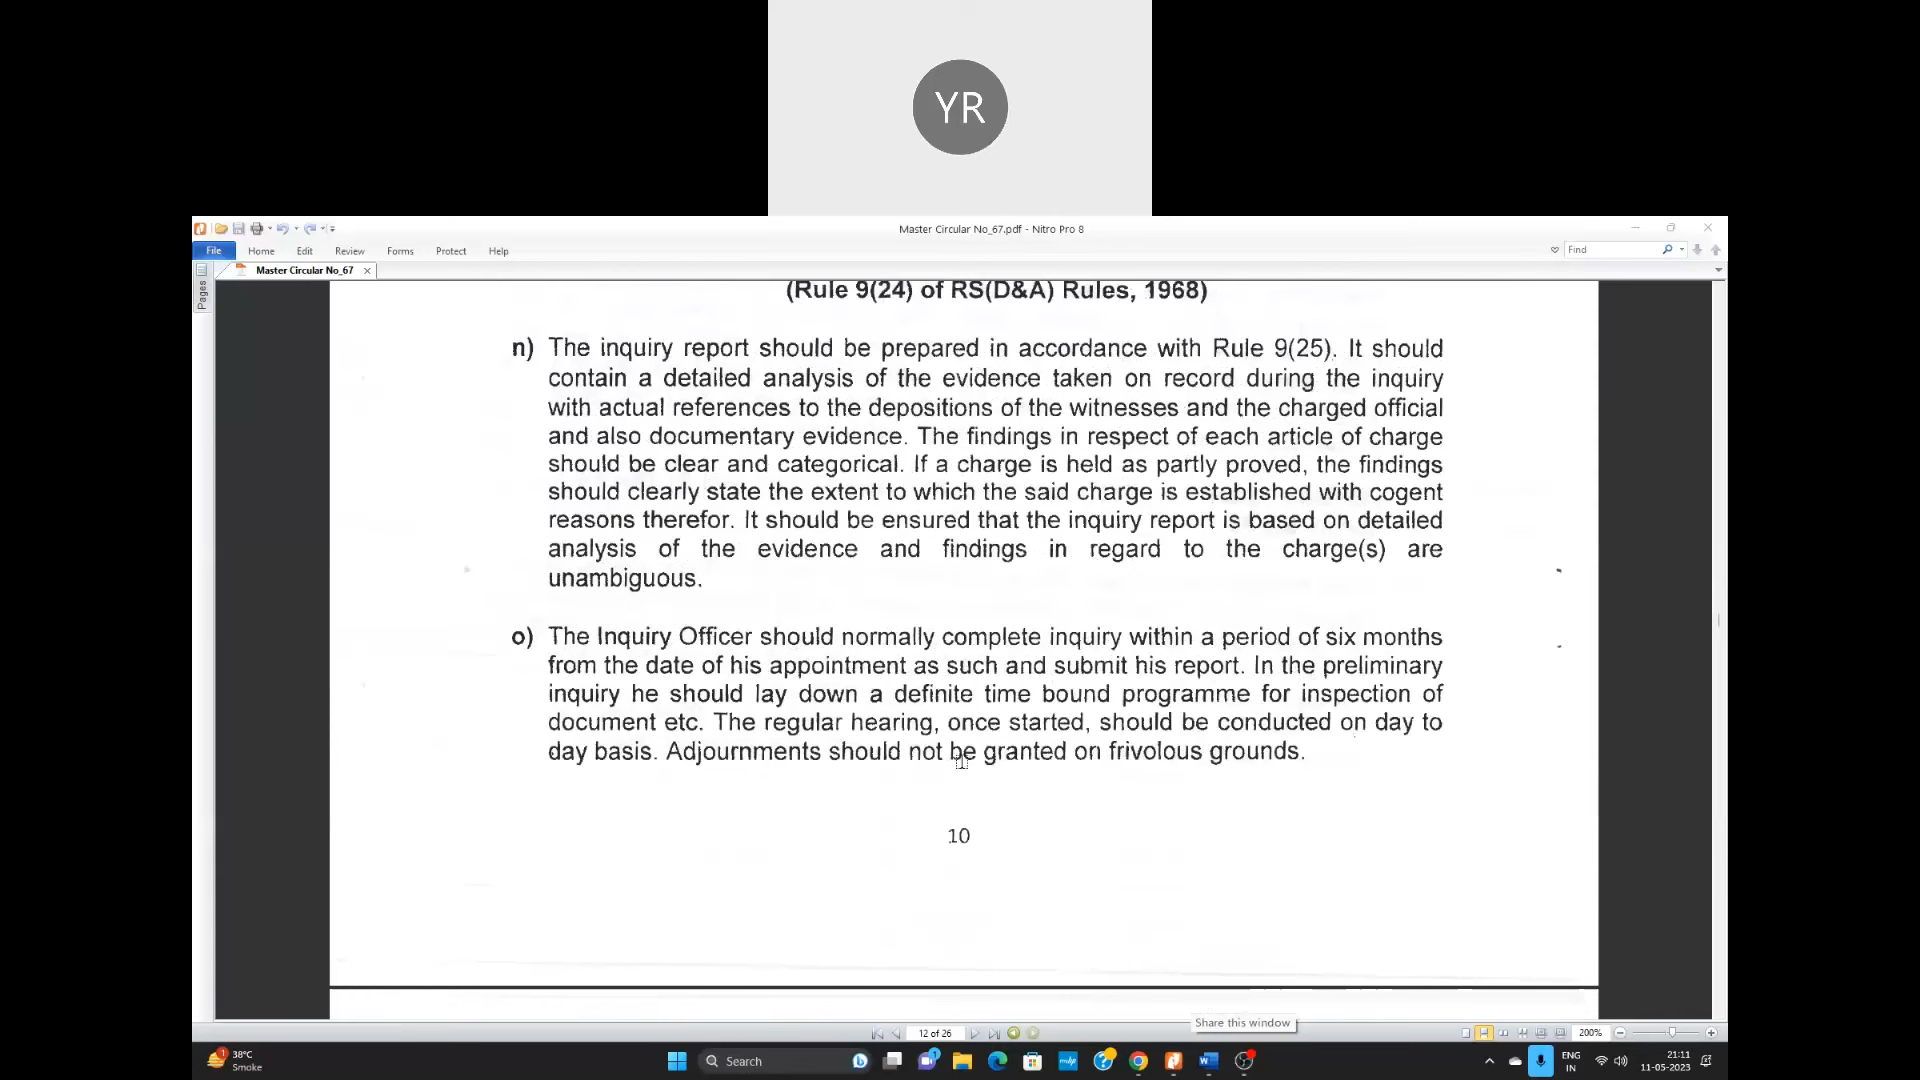 YR
Master Circular No_67.pdf - Nitro Pro 8
File Home Edit Review Forms Protect Help
Find
Master Circular No_67
Pages
(Rule 9(24) of RS(D&A) Rules, 1968)
n) The inquiry report should be prepared in accordance with Rule 9(25). It should
contain a detailed analysis of the evidence taken on record during the inquiry
with actual references to the depositions of the witnesses and the charged official
and also documentary evidence. The findings in respect of each article of charge
should be clear and categorical. If a charge is held as partly proved, the findings
should clearly state the extent to which the said charge is established with cogent
reasons therefor. It should be ensured that the inquiry report is based on detailed
analysis of the evidence and findings in regard to the charge(s) are
unambiguous.
o) The Inquiry Officer should normally complete inquiry within a period of six months
from the date of his appointment as such and submit his report. In the preliminary
inquiry he should lay down a definite time bound programme for inspection of
document etc. The regular hearing, once started, should be conducted on day to
day basis. Adjournments should not be granted on frivolous grounds.
10
Share this window
12 of 26
200%
38°C
Smoke
Search
ENG
IN
21:11
11-05-2023